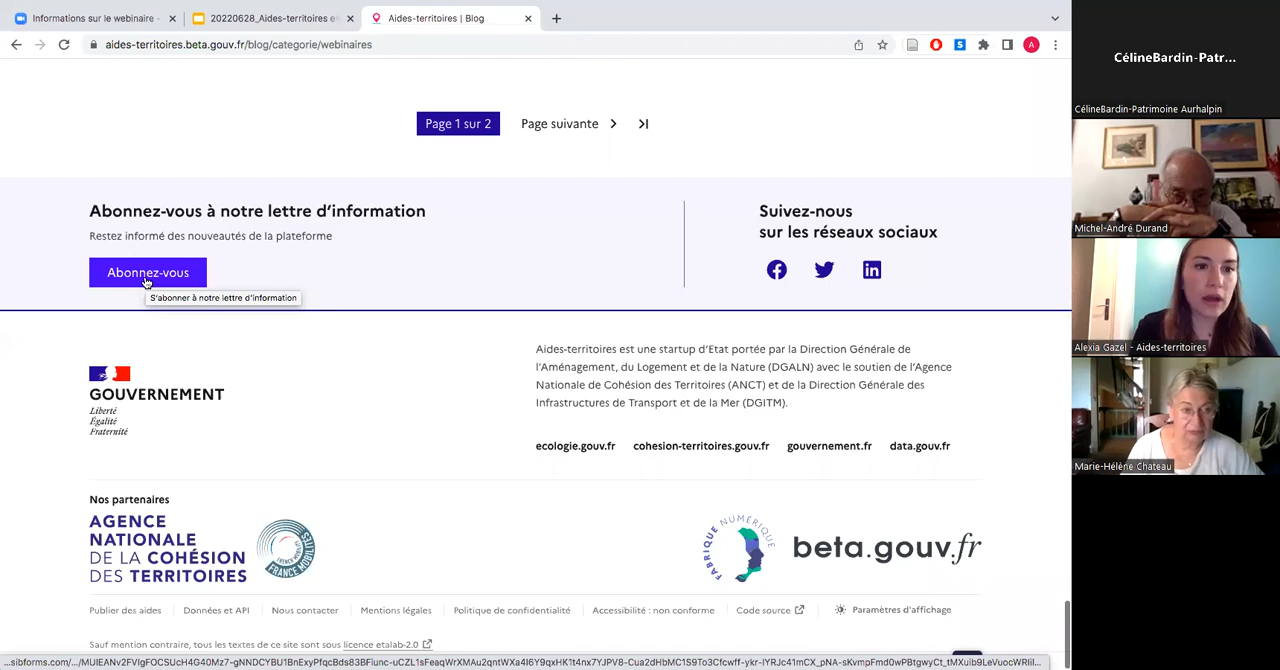 Informations sur le webinaire -
20220628_Aides-territoires et
Aides-territoires | Blog
aides-territoires.beta.gouv.fr/blog/categorie/webinaires
A
Page 1 sur 2
Page suivante
Abonnez-vous à notre lettre d'information
Restez informé des nouveautés de la plateforme
Abonnez-vous
S'abonner à notre lettre d'information
Suivez-nous
sur les réseaux sociaux
GOUVERNEMENT
Liberté
Égalité
Fraternité
Aides-territoires est une startup d'Etat portée par la Direction Générale de
l'Aménagement, du Logement et de la Nature (DGALN) avec le soutien de l'Agence
Nationale de Cohésion des Territoires (ANCT) et de la Direction Générale des
Infrastructures de Transport et de la Mer (DGITM).
ecologie.gouv.fr cohesion-territoires.gouv.fr gouvernement.fr data.gouv.fr
Nos partenaires
AGENCE
NATIONALE
DE LA COHÉSION
DES TERRITOIRES
FRANCE MOBILITÉS
FABRIQUE NUMÉRIQUE
beta.gouv.fr
Publier des aides Données et API Nous contacter Mentions légales Politique de confidentialité Accessibilité : non conforme Code source Paramètres d'affichage
Sauf mention contraire, tous les textes de ce site sont sous licence etalab-2.0
CélineBardin-Patr...
CélineBardin-Patrimoine Aurhalpin
Michel-André Durand
Alexia Gazel - Aides-territoires
Marie-Hélène Chateau